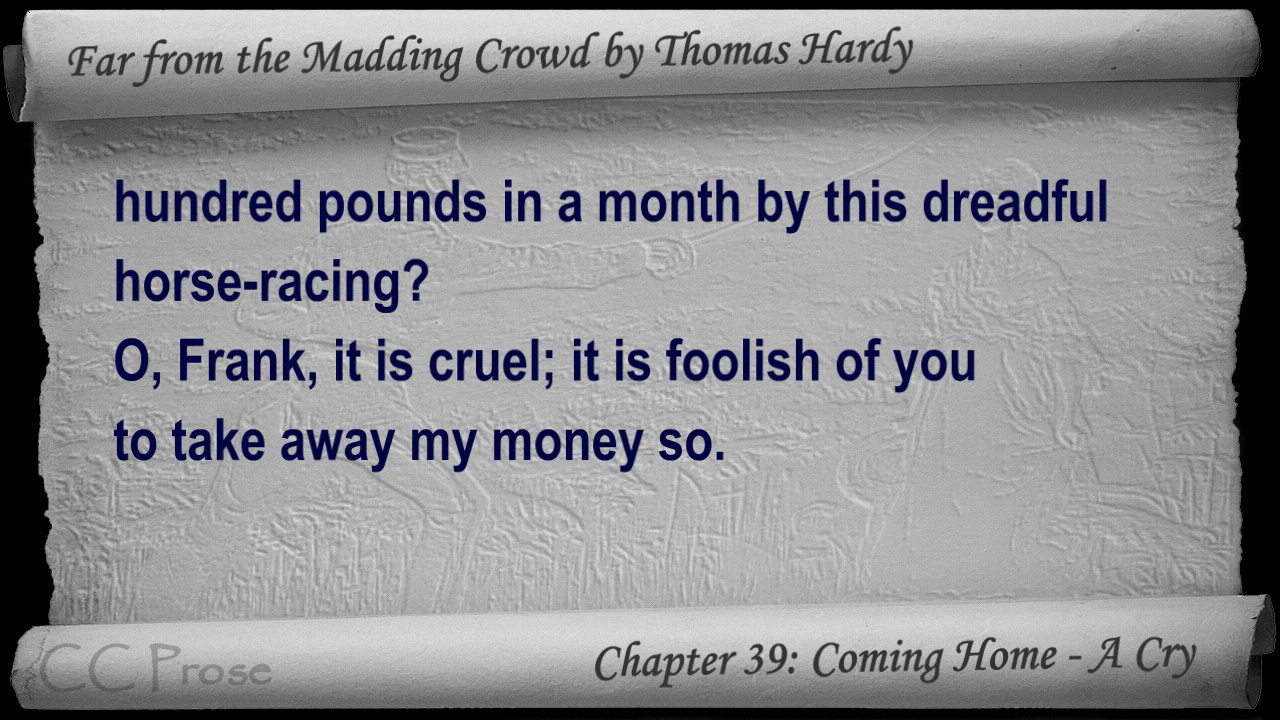 Far from the Madding Crowd by Thomas Hardy
hundred pounds in a month by this dreadful
horse-racing?
O, Frank, it is cruel; it is foolish of you
to take away my money so.
CC Prose
Chapter 39: Coming Home - A Cry